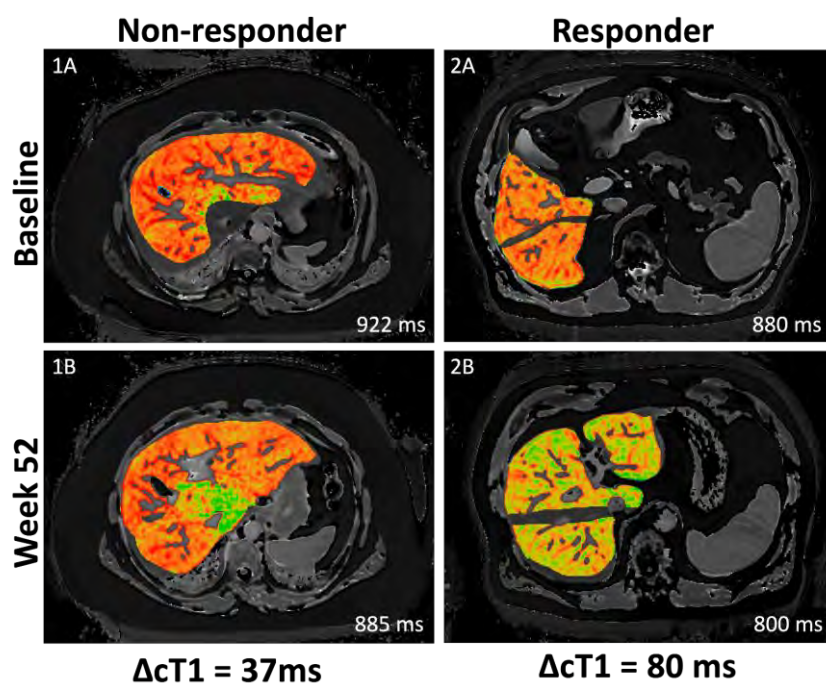 Non-responder
Responder
Baseline
1A
922 ms
2A
880 ms
Week 52
1B
885 ms
2B
800 ms
ΔcT1 = 37ms
ΔcT1 = 80 ms